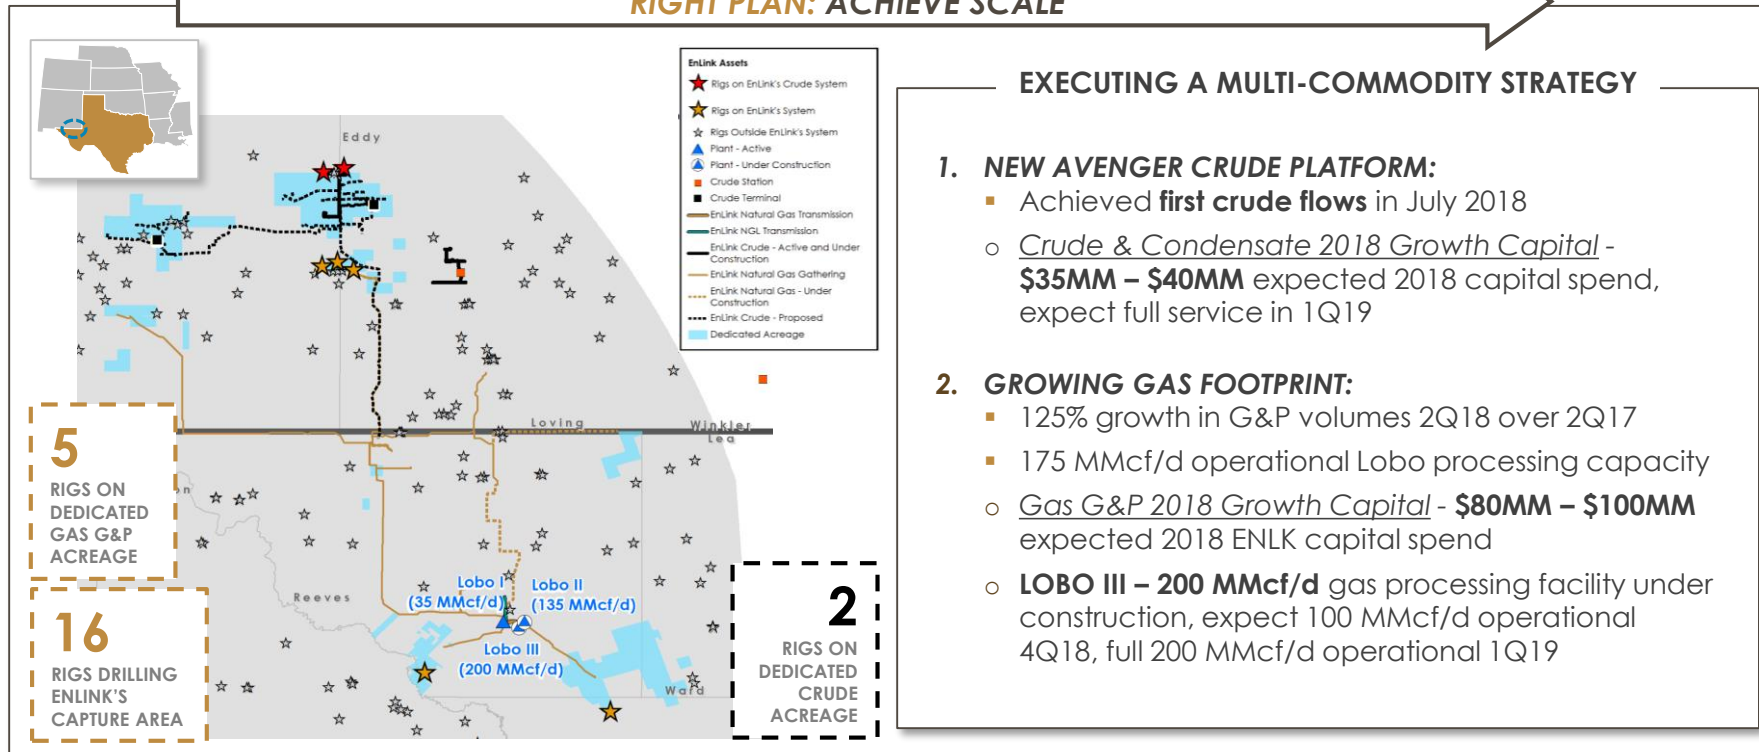 RIGHT PLAN: ACHIEVE SCALE
EnLink Assets
Rigs on EnLink's Crude System
Rigs on EnLink's System
Rigs Outside EnLink's System
Plant - Active
Plant - Under Construction
Crude Station
Crude Terminal
EnLink Natural Gas Transmission
EnLink NGL Transmission
EnLink Crude - Active and Under
Construction
EnLink Natural Gas Gathering
EnLink Natural Gas - Under
Construction
EnLink Crude - Proposed
Dedicated Acreage
Eddy
Loving
Winkler
Lea
on
Reeves
Ward
Lobo I
(35 MMcf/d)
Lobo II
(135 MMcf/d)
Lobo III
(200 MMcf/d)
5
RIGS ON
DEDICATED
GAS G&P
ACREAGE
16
RIGS DRILLING
ENLINK'S
CAPTURE AREA
2
RIGS ON
DEDICATED
CRUDE
ACREAGE
EXECUTING A MULTI-COMMODITY STRATEGY
1. NEW AVENGER CRUDE PLATFORM:
▪ Achieved first crude flows in July 2018
o Crude & Condensate 2018 Growth Capital -
$35MM – $40MM expected 2018 capital spend,
expect full service in 1Q19
2. GROWING GAS FOOTPRINT:
▪ 125% growth in G&P volumes 2Q18 over 2Q17
▪ 175 MMcf/d operational Lobo processing capacity
o Gas G&P 2018 Growth Capital - $80MM – $100MM
expected 2018 ENLK capital spend
o LOBO III – 200 MMcf/d gas processing facility under
construction, expect 100 MMcf/d operational
4Q18, full 200 MMcf/d operational 1Q19